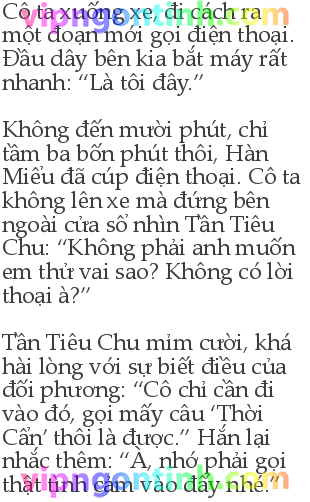 Cô ta xuống xe, đi cách ra
một đoạn mới gọi điện thoại.
Đầu dây bên kia bắt máy rất
nhanh: “Là tôi đây.”
Không đến mười phút, chỉ
tầm ba bốn phút thôi, Hàn
Miểu đã cúp điện thoại. Cô ta
không lên xe mà đứng bên
ngoài cửa sổ nhìn Tần Tiêu
Chu: “Không phải anh muốn
em thử vai sao? Không có lời
thoại à?”
Tần Tiêu Chu mỉm cười, khá
hài lòng với sự biết điều của
đối phương: “Cô chỉ cần đi
vào đó, gọi mấy câu ‘Thời
Cẩn’ thôi là được.” Hắn lại
nhắc thêm: “À, nhớ phải gọi
thật tình cảm vào đấy nhé.”
vipngontinh.com
vipngontinh.com